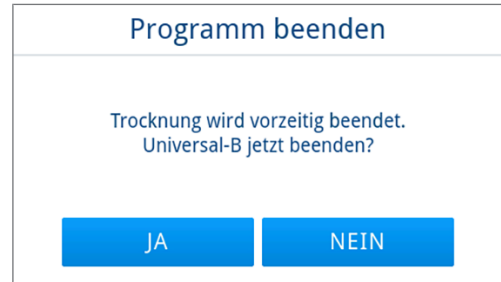 Programm beenden
Trocknung wird vorzeitig beendet.
Universal-B jetzt beenden?
JA
NEIN